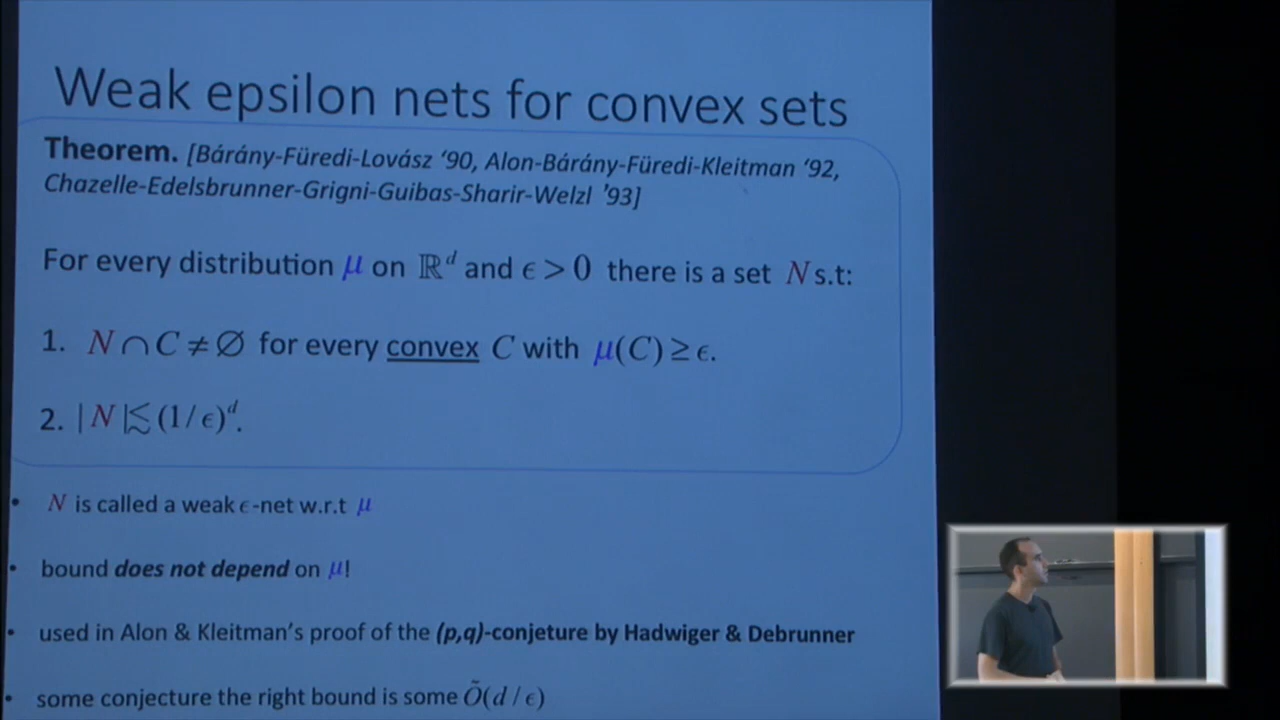 Weak epsilon nets for convex sets
Theorem. [Bárány-Füredi-Lovász ‘90, Alon-Bárány-Füredi-Kleitman ‘92,
Chazelle-Edelsbrunner-Grigni-Guibas-Sharir-Welzl '93]
For every distribution μ on ℝ^d and ϵ > 0 there is a set N s.t:
1. N ∩ C ≠ ∅ for every convex C with μ(C) ≥ ϵ.
2. |N| ≲ (1/ϵ)^d.
• N is called a weak ϵ-net w.r.t μ
• bound does not depend on μ!
• used in Alon & Kleitman’s proof of the (p,q)-conjeture by Hadwiger & Debrunner
• some conjecture the right bound is some Õ(d/ϵ)